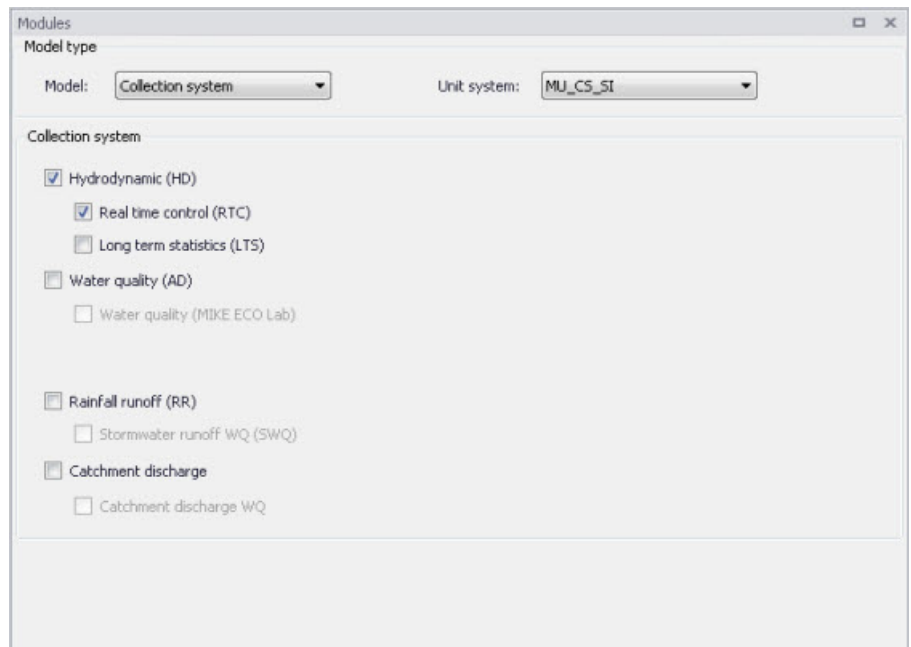 Modules
Model type
Model: Collection system Unit system: MU_CS_SI
Collection system
Hydrodynamic (HD)
Real time control (RTC)
Long term statistics (LTS)
Water quality (AD)
Water quality (MIKE ECO Lab)
Rainfall runoff (RR)
Stormwater runoff WQ (SWQ)
Catchment discharge
Catchment discharge WQ